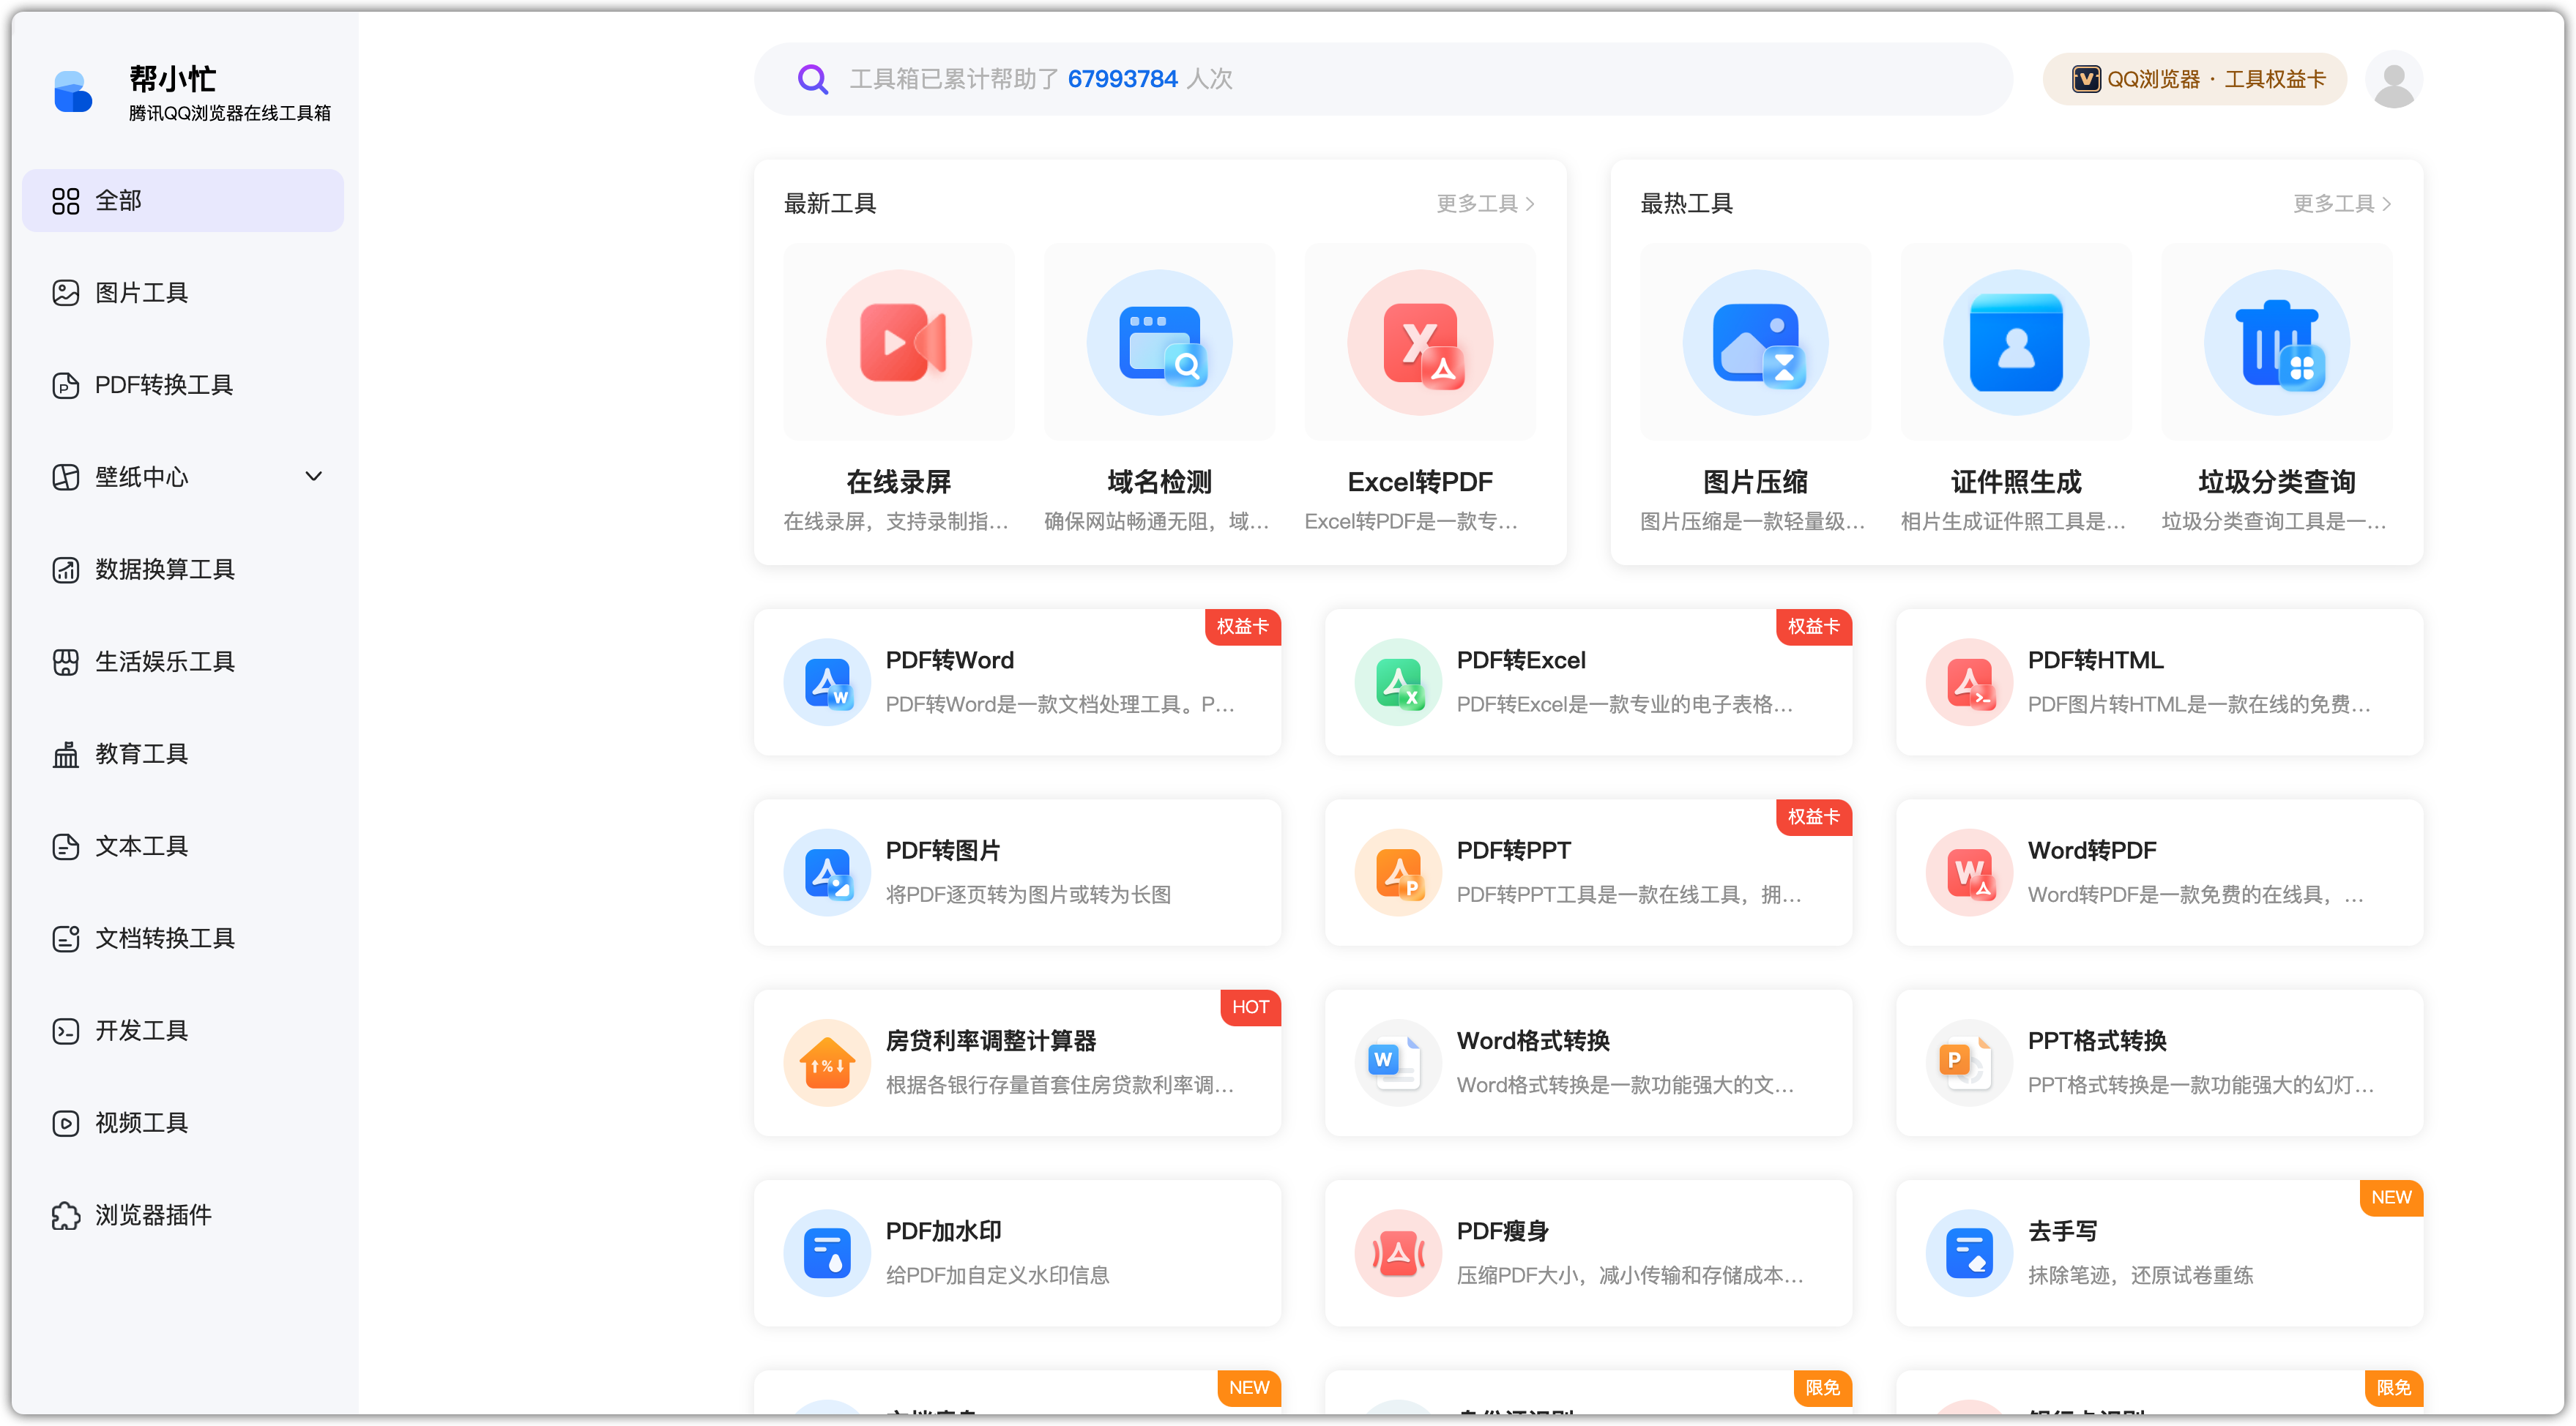 帮小忙
腾讯QQ浏览器在线工具箱
全部
图片工具
PDF转换工具
壁纸中心
数据换算工具
生活娱乐工具
教育工具
文本工具
文档转换工具
开发工具
视频工具
浏览器插件
工具箱已累计帮助了 67993784 人次
QQ浏览器 · 工具权益卡
最新工具
更多工具
在线录屏
在线录屏，支持录制指...
域名检测
确保网站畅通无阻，域...
Excel转PDF
Excel转PDF是一款专...
最热工具
更多工具
图片压缩
图片压缩是一款轻量级...
证件照生成
相片生成证件照工具是...
垃圾分类查询
垃圾分类查询工具是一...
权益卡
PDF转Word
PDF转Word是一款文档处理工具。P...
权益卡
PDF转Excel
PDF转Excel是一款专业的电子表格...
PDF转HTML
PDF图片转HTML是一款在线的免费...
PDF转图片
将PDF逐页转为图片或转为长图
权益卡
PDF转PPT
PDF转PPT工具是一款在线工具，拥...
Word转PDF
Word转PDF是一款免费的在线具，...
HOT
房贷利率调整计算器
根据各银行存量首套住房贷款利率调...
Word格式转换
Word格式转换是一款功能强大的文...
PPT格式转换
PPT格式转换是一款功能强大的幻灯...
PDF加水印
给PDF加自定义水印信息
PDF瘦身
压缩PDF大小，减小传输和存储成本...
NEW
去手写
抹除笔迹，还原试卷重练
NEW
限免
限免